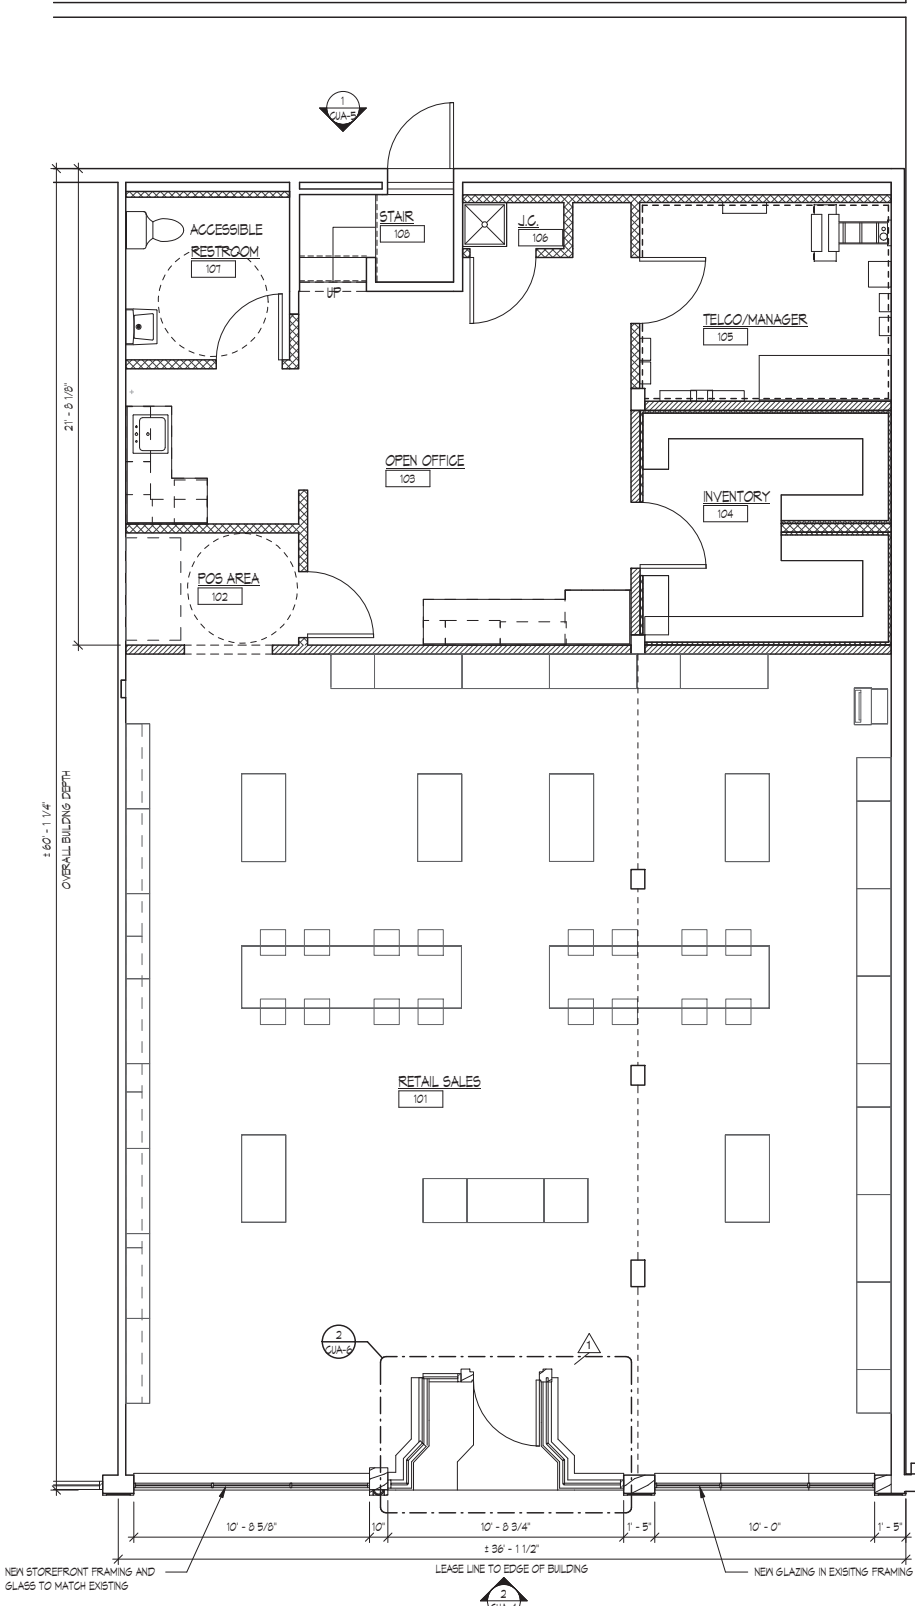 1
CUA-5
STAIR
108
J.C.
106
ACCESSIBLE
RESTROOM
107
UP
TELCO/MANAGER
105
21' - 8 1/8"
OPEN OFFICE
103
INVENTORY
104
POS AREA
102
± 60' - 1 1/4"
OVERALL BUILDING DEPTH
RETAIL SALES
101
2
CUA-6
1
10' - 8 5/8"
10"
10' - 8 3/4"
1' - 5"
10' - 0"
1' - 5"
± 36' - 1 1/2"
LEASE LINE TO EDGE OF BUILDING
NEW STOREFRONT FRAMING AND
GLASS TO MATCH EXISTING
NEW GLAZING IN EXISITNG FRAMING
2